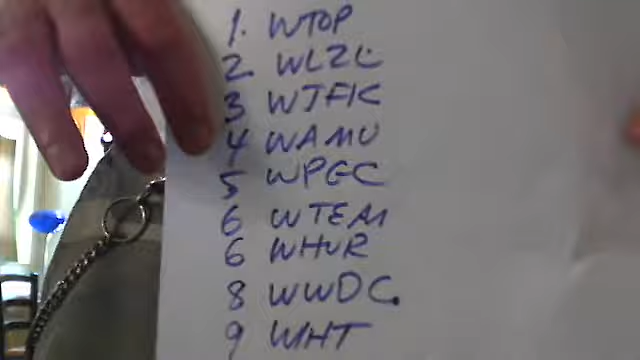 1. WTOP
2. WLZL
3 WJFK
4 WAMU
5 WPGC
6 WTEM
6 WHUR
8 WWDC.
9 WHT